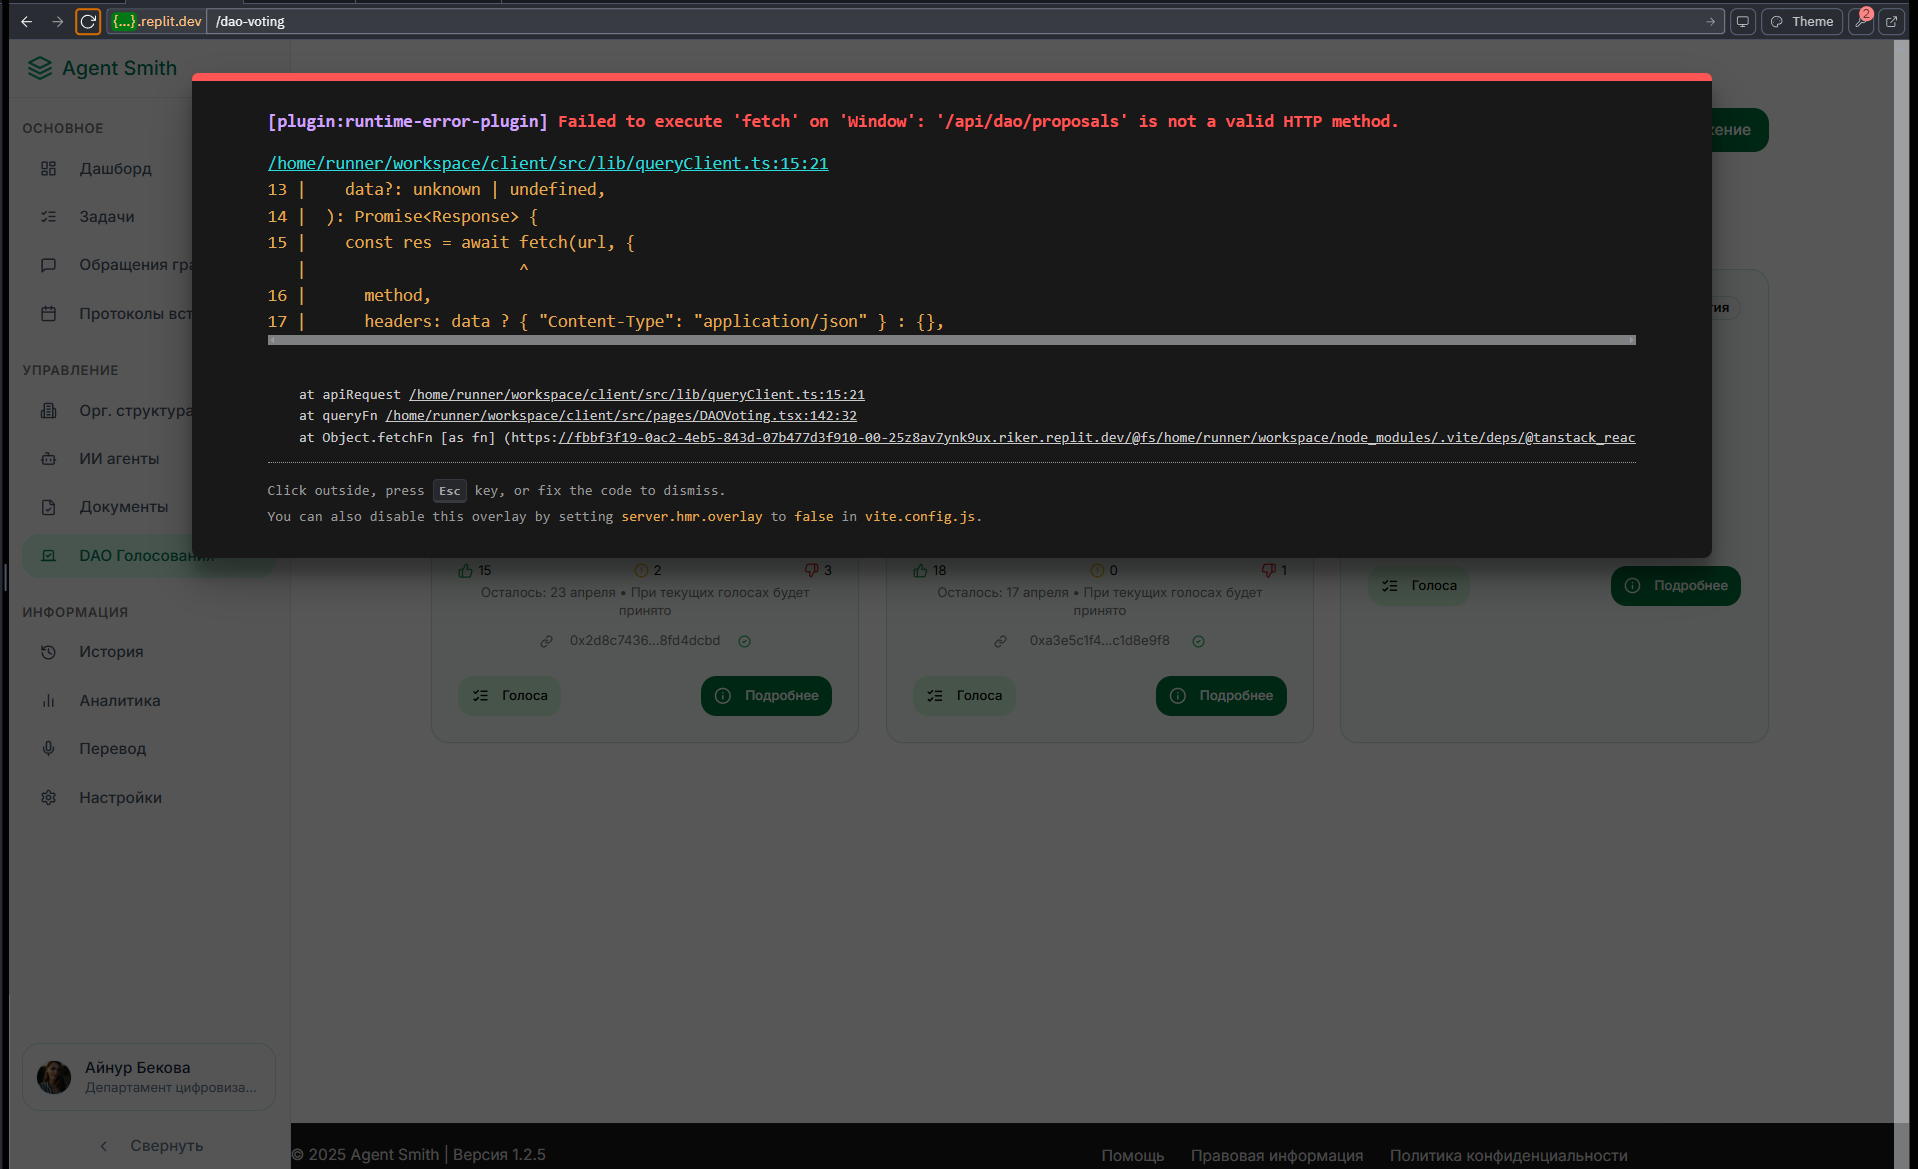 {...}.replit.dev /dao-voting
Theme
2
Agent Smith
ОСНОВНОЕ
Дашборд
Задачи
Обращения гра
Протоколы вст
УПРАВЛЕНИЕ
Орг. структура
ИИ агенты
Документы
DAO Голосования
ИНФОРМАЦИЯ
История
Аналитика
Перевод
Настройки
Айнур Бекова
Департамент цифровиза...
Свернуть
[plugin:runtime-error-plugin] Failed to execute 'fetch' on 'Window': '/api/dao/proposals' is not a valid HTTP method.
/home/runner/workspace/client/src/lib/queryClient.ts:15:21
13 | data?: unknown | undefined,
14 | ): Promise<Response> {
15 | const res = await fetch(url, {
| ^
16 | method,
17 | headers: data ? { "Content-Type": "application/json" } : {},
at apiRequest /home/runner/workspace/client/src/lib/queryClient.ts:15:21
at queryFn /home/runner/workspace/client/src/pages/DAOVoting.tsx:142:32
at Object.fetchFn [as fn] (https://fbbf3f19-0ac2-4eb5-843d-07b477d3f910-00-25z8av7ynk9ux.riker.replit.dev/@fs/home/runner/workspace/node_modules/.vite/deps/@tanstack_reac
Click outside, press Esc key, or fix the code to dismiss.
You can also disable this overlay by setting server.hmr.overlay to false in vite.config.js.
жение
ия
15 2 3
Осталось: 23 апреля • При текущих голосах будет
принято
0x2d8c7436...8fd4dcbd
Голоса Подробнее
18 0 1
Осталось: 17 апреля • При текущих голосах будет
принято
0xa3e5c1f4...c1d8e9f8
Голоса Подробнее
Голоса Подробнее
© 2025 Agent Smith | Версия 1.2.5
Помощь Правовая информация Политика конфиденциальности